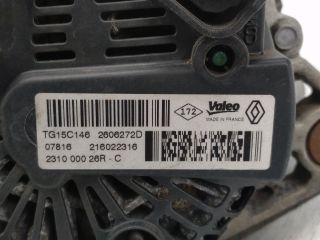 172 Valeo
MADE IN FRANCE
TG15C146 2606272D
07816 216022316
2310 000 26R - C